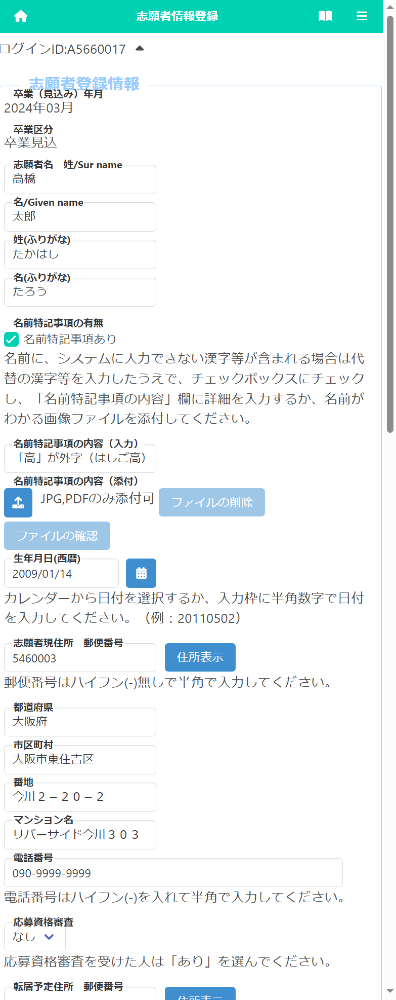 志願者情報登録
ログインID:A5660017
志願者登録情報
卒業（見込み）年月
2024年03月
卒業区分
卒業見込
志願者名　姓/Sur name
高橋
名/Given name
太郎
姓(ふりがな)
たかはし
名(ふりがな)
たろう
名前特記事項の有無
名前特記事項あり
名前に、システムに入力できない漢字等が含まれる場合は代
替の漢字等を入力したうえで、チェックボックスにチェック
し、「名前特記事項の内容」欄に詳細を入力するか、名前が
わかる画像ファイルを添付してください。
名前特記事項の内容（入力）
「高」が外字（はしご高）
名前特記事項の内容（添付）
JPG,PDFのみ添付可
ファイルの削除
ファイルの確認
生年月日(西暦)
2009/01/14
カレンダーから日付を選択するか、入力枠に半角数字で日付
を入力してください。（例：20110502）
志願者現住所　郵便番号
5460003
住所表示
郵便番号はハイフン(-)無しで半角で入力してください。
都道府県
大阪府
市区町村
大阪市東住吉区
番地
今川２－２０－２
マンション名
リバーサイド今川３０３
電話番号
090-9999-9999
電話番号はハイフン(-)を入れて半角で入力してください。
応募資格審査
なし
応募資格審査を受けた人は「あり」を選んでください。
転居予定住所　郵便番号
住所表示